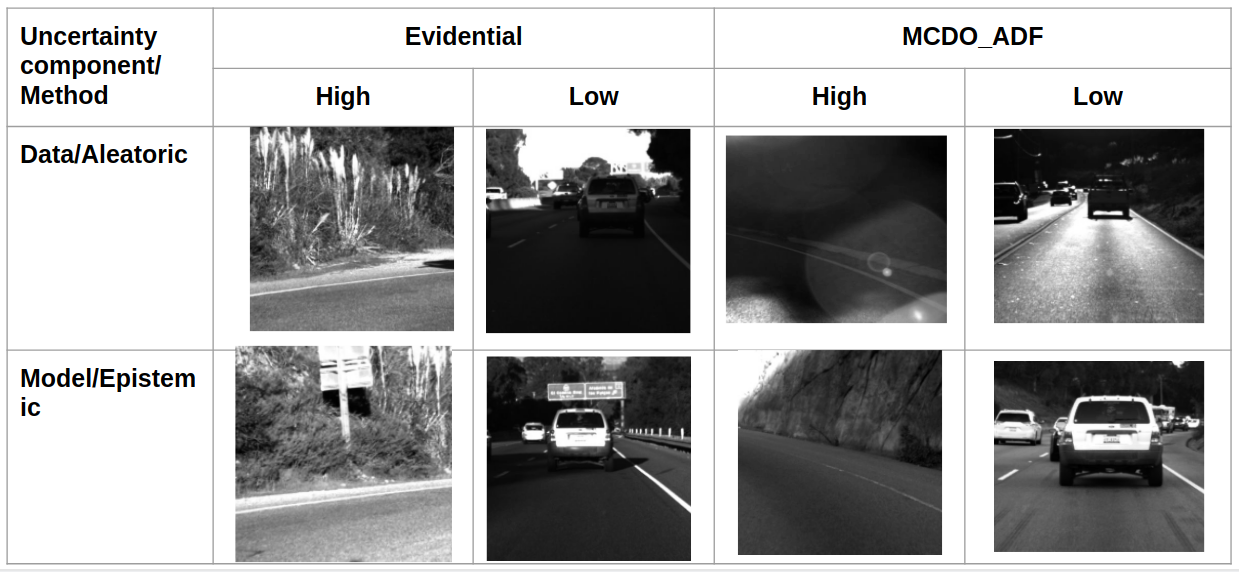 Uncertainty
component/
Method
Evidential
MCDO_ADF
High
Low
High
Low
Data/Aleatoric
Model/Epistem
ic